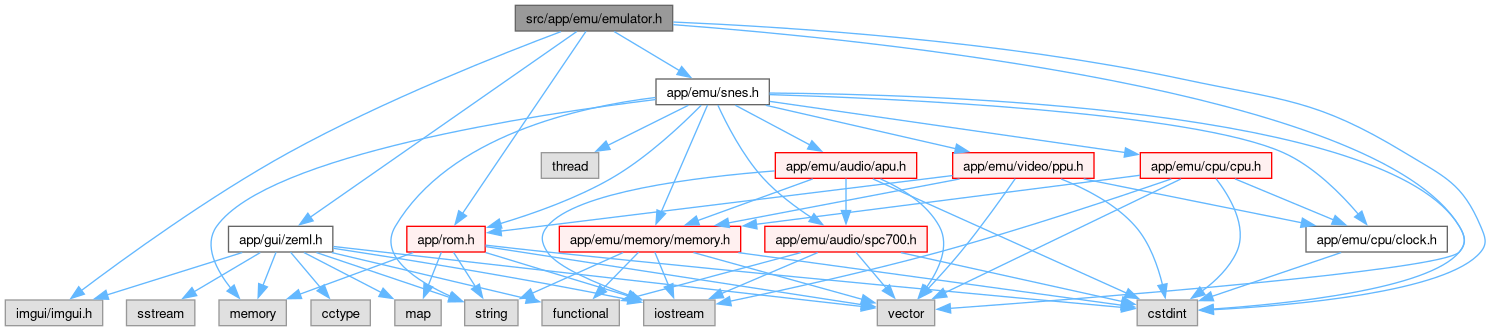 src/app/emu/emulator.h
app/emu/snes.h
thread
app/emu/audio/apu.h
app/emu/video/ppu.h
app/emu/cpu/cpu.h
app/gui/zeml.h
app/rom.h
app/emu/memory/memory.h
app/emu/audio/spc700.h
app/emu/cpu/clock.h
imgui/imgui.h
sstream
memory
cctype
map
string
functional
iostream
vector
cstdint